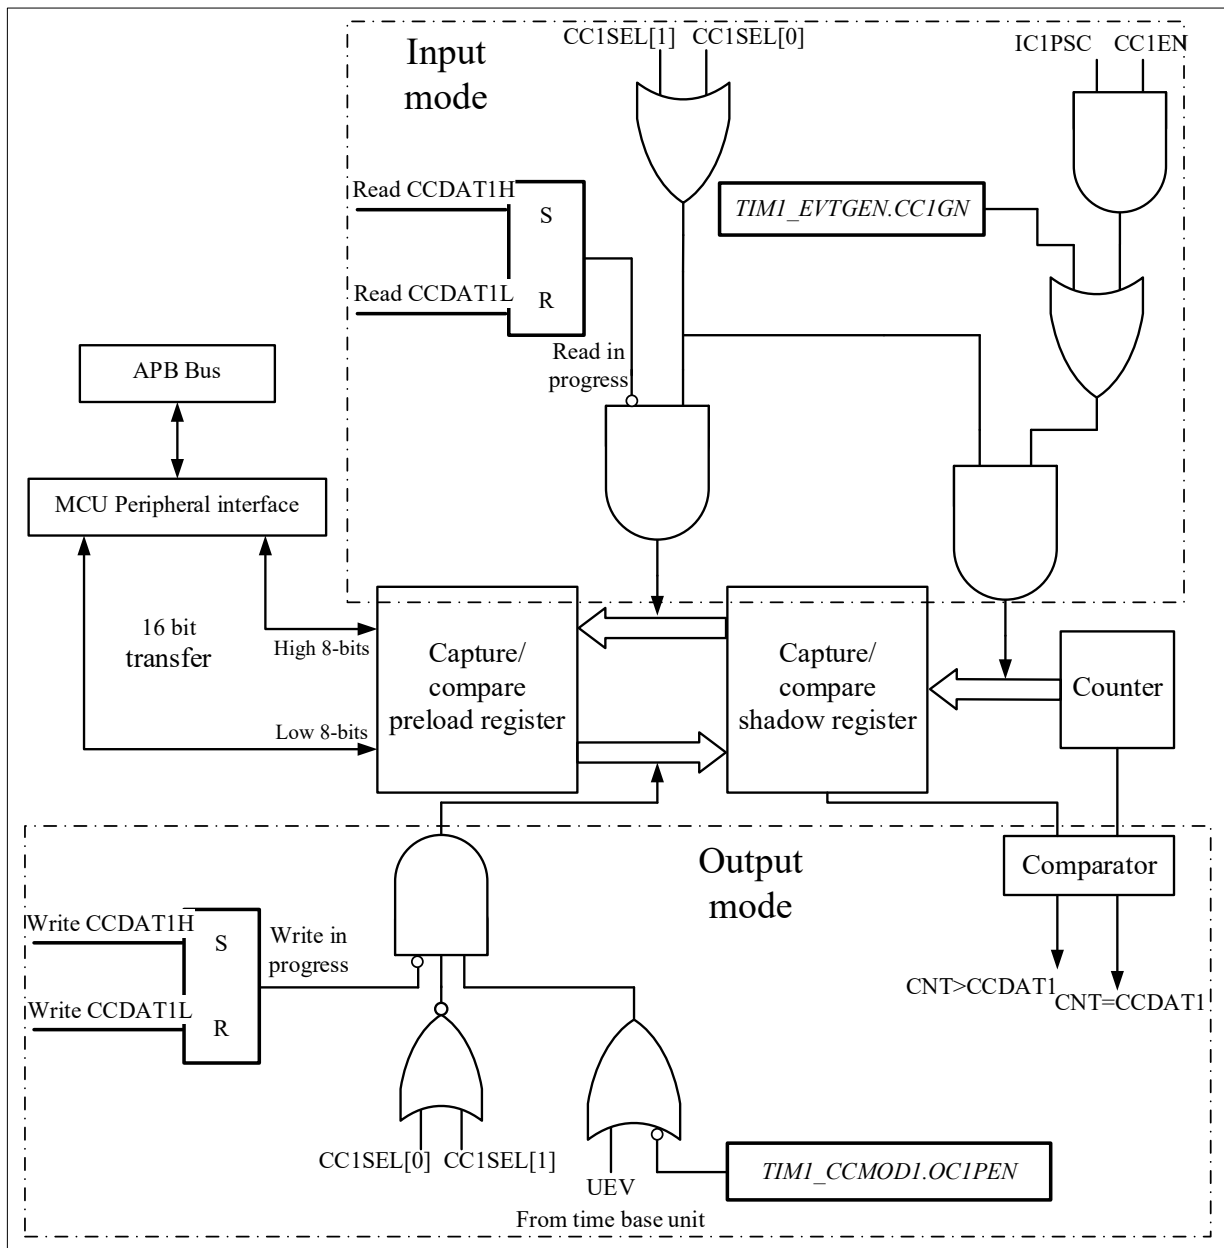 Input
mode
CC1SEL[1]
CC1SEL[0]
IC1PSC
CC1EN
Read CCDAT1H
S
TIM1_EVTGEN.CC1GN
Read CCDAT1L
R
Read in
progress
APB Bus
MCU Peripheral interface
16 bit
transfer
High 8-bits
Low 8-bits
Capture/
compare
preload register
Capture/
compare
shadow register
Counter
Output
mode
Comparator
Write CCDAT1H
S
Write in
progress
Write CCDAT1L
R
CNT>CCDAT1
CNT=CCDAT1
CC1SEL[0]
CC1SEL[1]
UEV
From time base unit
TIM1_CCMOD1.OC1PEN